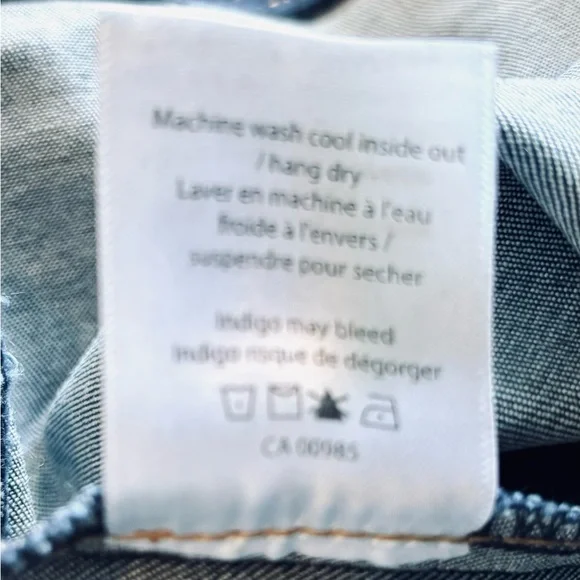 Machine wash cool inside out
/ hang dry
Laver en machine à l'eau
froide à l'envers /
suspendre pour secher
Indigo may bleed
Indigo risque de dégorger
CA 00985